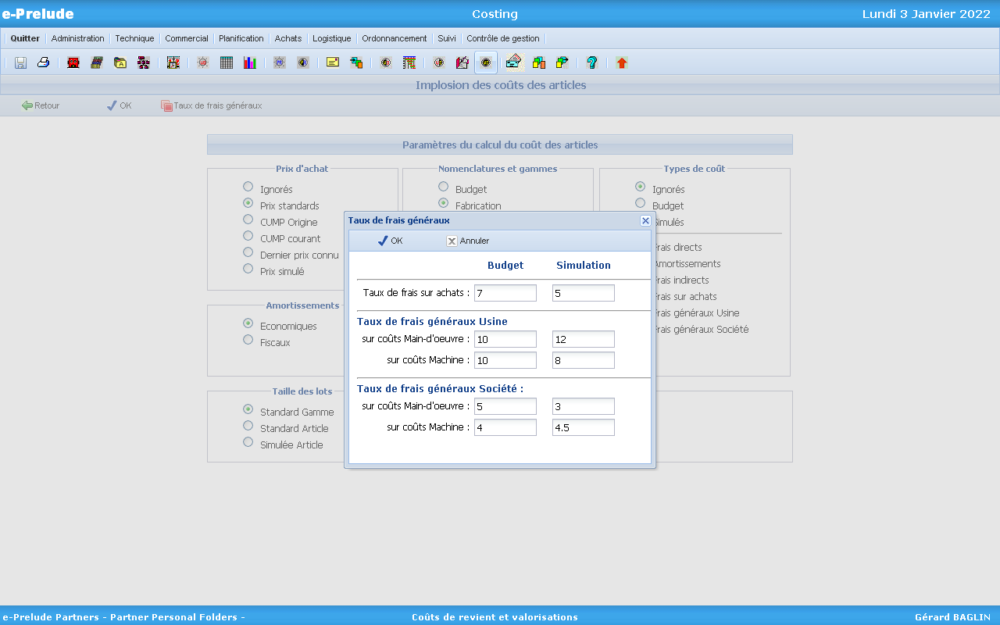 e-Prelude Costing Lundi 3 Janvier 2022
Quitter Administration Technique Commercial Planification Achats Logistique Ordonnancement Suivi Contrôle de gestion
Implosion des coûts des articles
Retour OK Taux de frais généraux
Paramètres du calcul du coût des articles
Prix d'achat Nomenclatures et gammes Types de coût
Ignorés Budget Ignorés
Prix standards Fabrication Budget
CUMP Origine
CUMP courant
Dernier prix connu
Prix simulé
Amortissements
Economiques
Fiscaux
Taille des lots
Standard Gamme
Standard Article
Simulée Article
Simulés
Frais directs
Amortissements
Frais indirects
Frais sur achats
Frais généraux Usine
Frais généraux Société
Taux de frais généraux
OK Annuler
Budget Simulation
Taux de frais sur achats : 7 5
Taux de frais généraux Usine
sur coûts Main-d'oeuvre : 10 12
sur coûts Machine : 10 8
Taux de frais généraux Société :
sur coûts Main-d'oeuvre : 5 3
sur coûts Machine : 4 4.5
e-Prelude Partners - Partner Personal Folders - Coûts de revient et valorisations Gérard BAGLIN